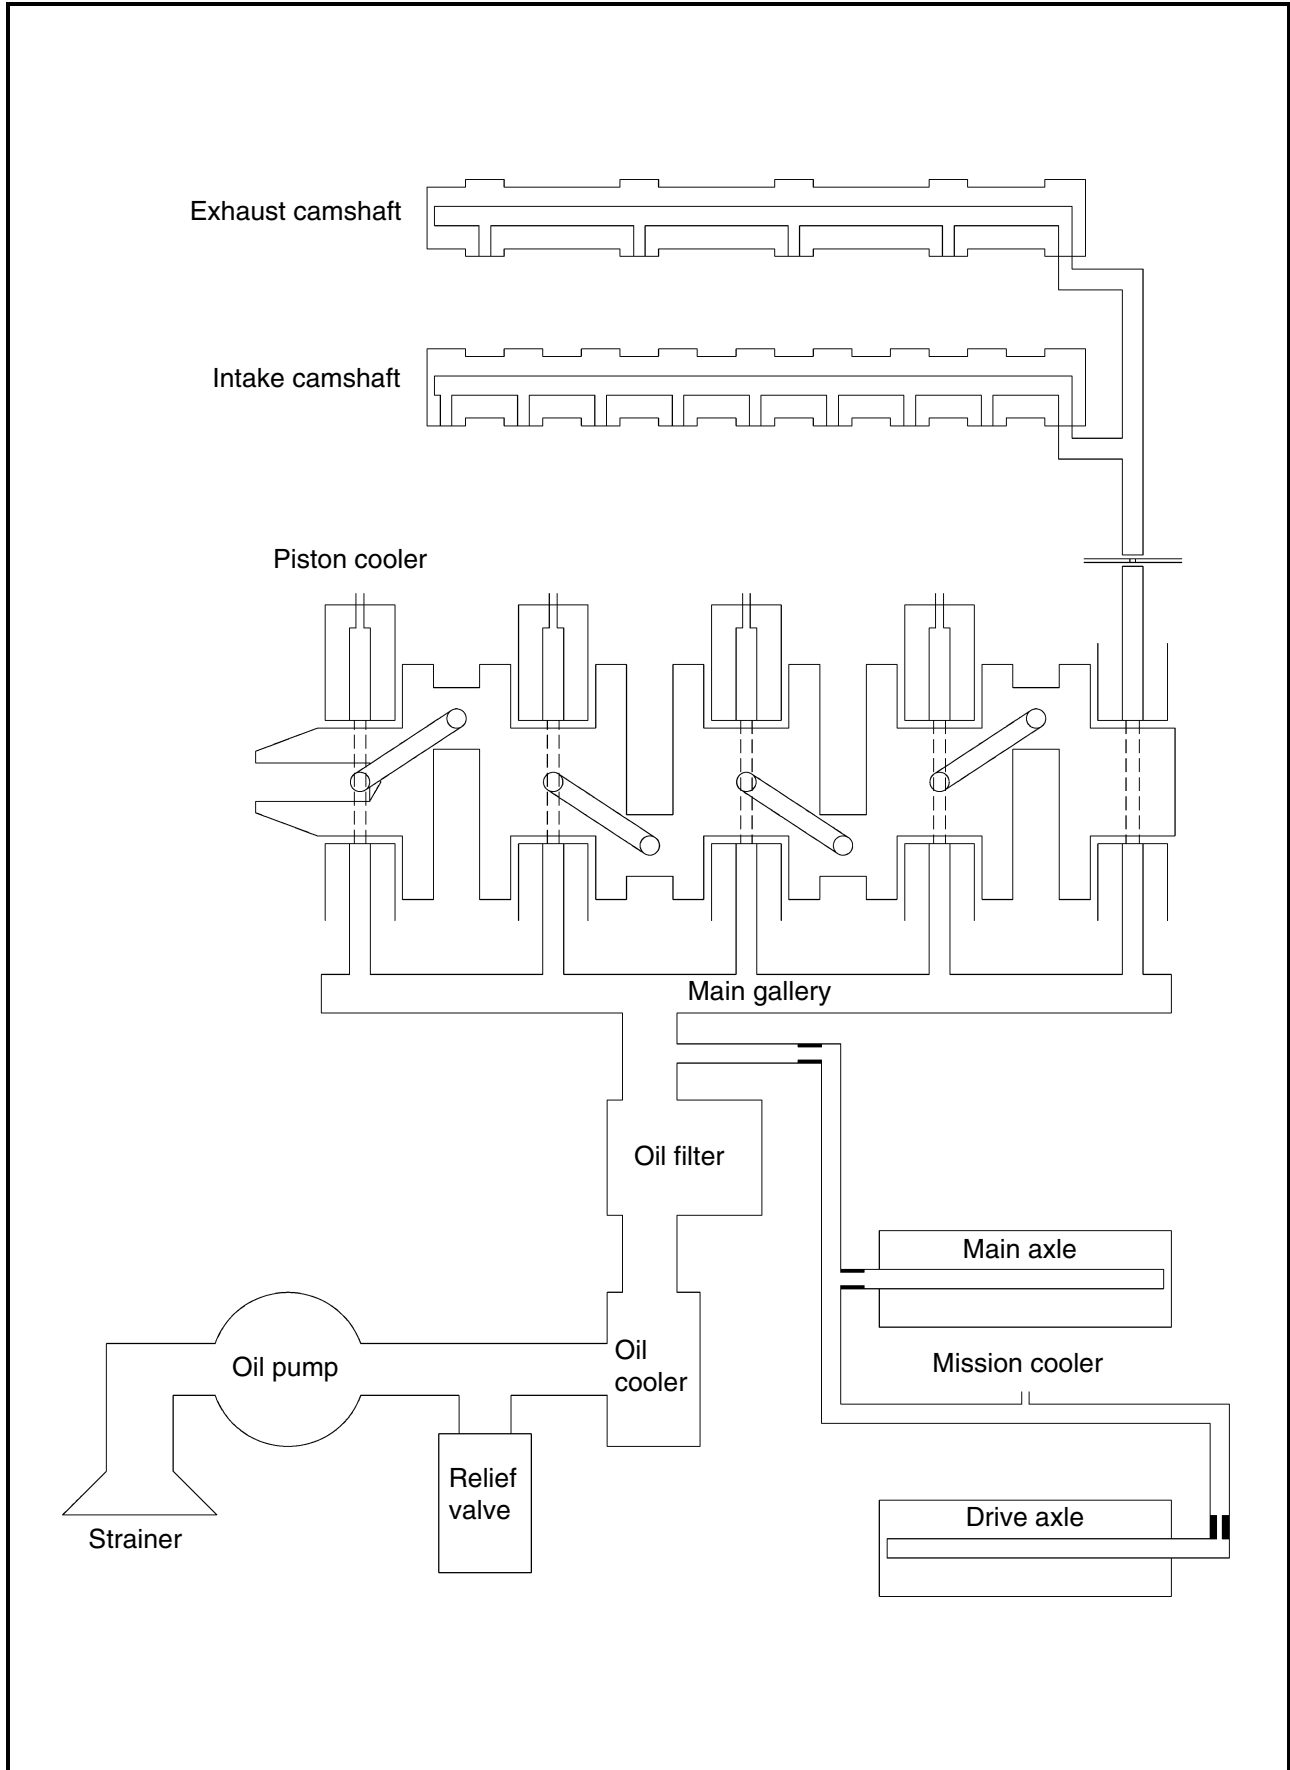 Exhaust camshaft
Intake camshaft
Piston cooler
Main gallery
Oil filter
Main axle
Oil
cooler
Mission cooler
Oil pump
Relief
valve
Drive axle
Strainer